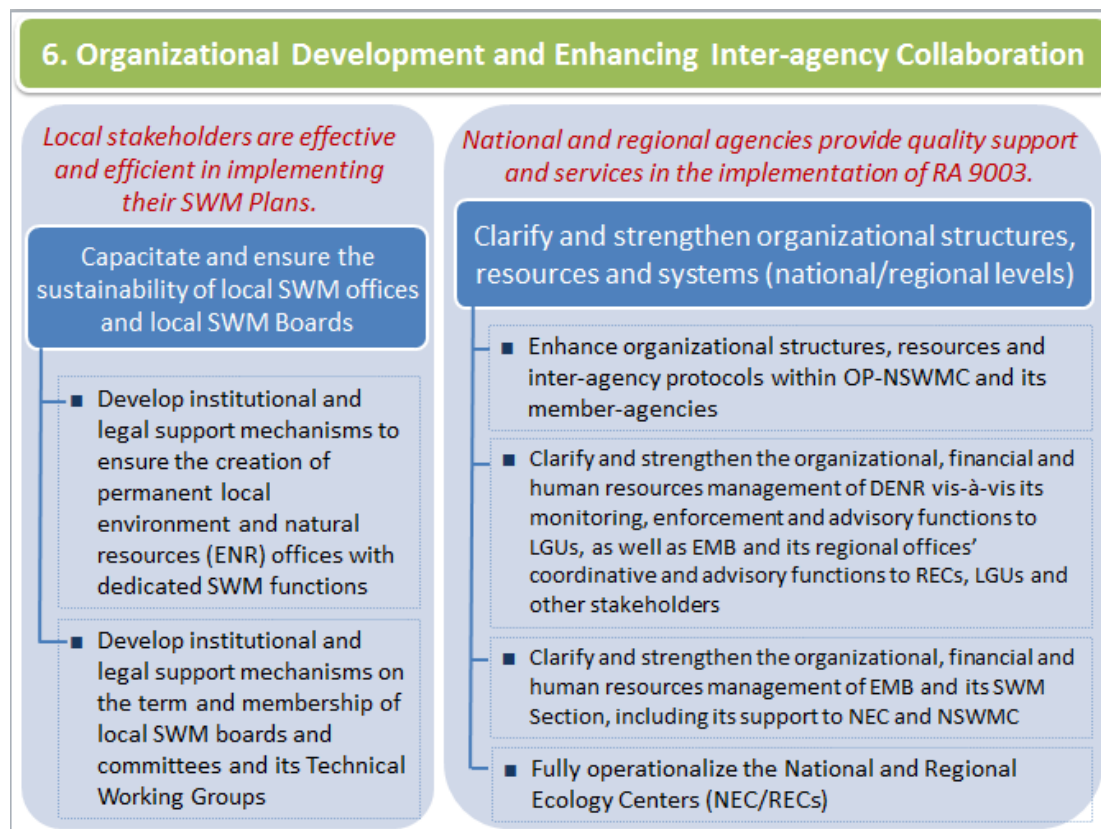 6. Organizational Development and Enhancing Inter-agency Collaboration
Local stakeholders are effective
and efficient in implementing
their SWM Plans.
Capacitate and ensure the
sustainability of local SWM offices
and local SWM Boards
■ Develop institutional and
legal support mechanisms to
ensure the creation of
permanent local
environment and natural
resources (ENR) offices with
dedicated SWM functions
■ Develop institutional and
legal support mechanisms on
the term and membership of
local SWM boards and
committees and its Technical
Working Groups
National and regional agencies provide quality support
and services in the implementation of RA 9003.
Clarify and strengthen organizational structures,
resources and systems (national/regional levels)
■ Enhance organizational structures, resources and
inter-agency protocols within OP-NSWMC and its
member-agencies
■ Clarify and strengthen the organizational, financial and
human resources management of DENR vis-à-vis its
monitoring, enforcement and advisory functions to
LGUs, as well as EMB and its regional offices’
coordinative and advisory functions to RECs, LGUs and
other stakeholders
■ Clarify and strengthen the organizational, financial and
human resources management of EMB and its SWM
Section, including its support to NEC and NSWMC
■ Fully operationalize the National and Regional
Ecology Centers (NEC/RECs)